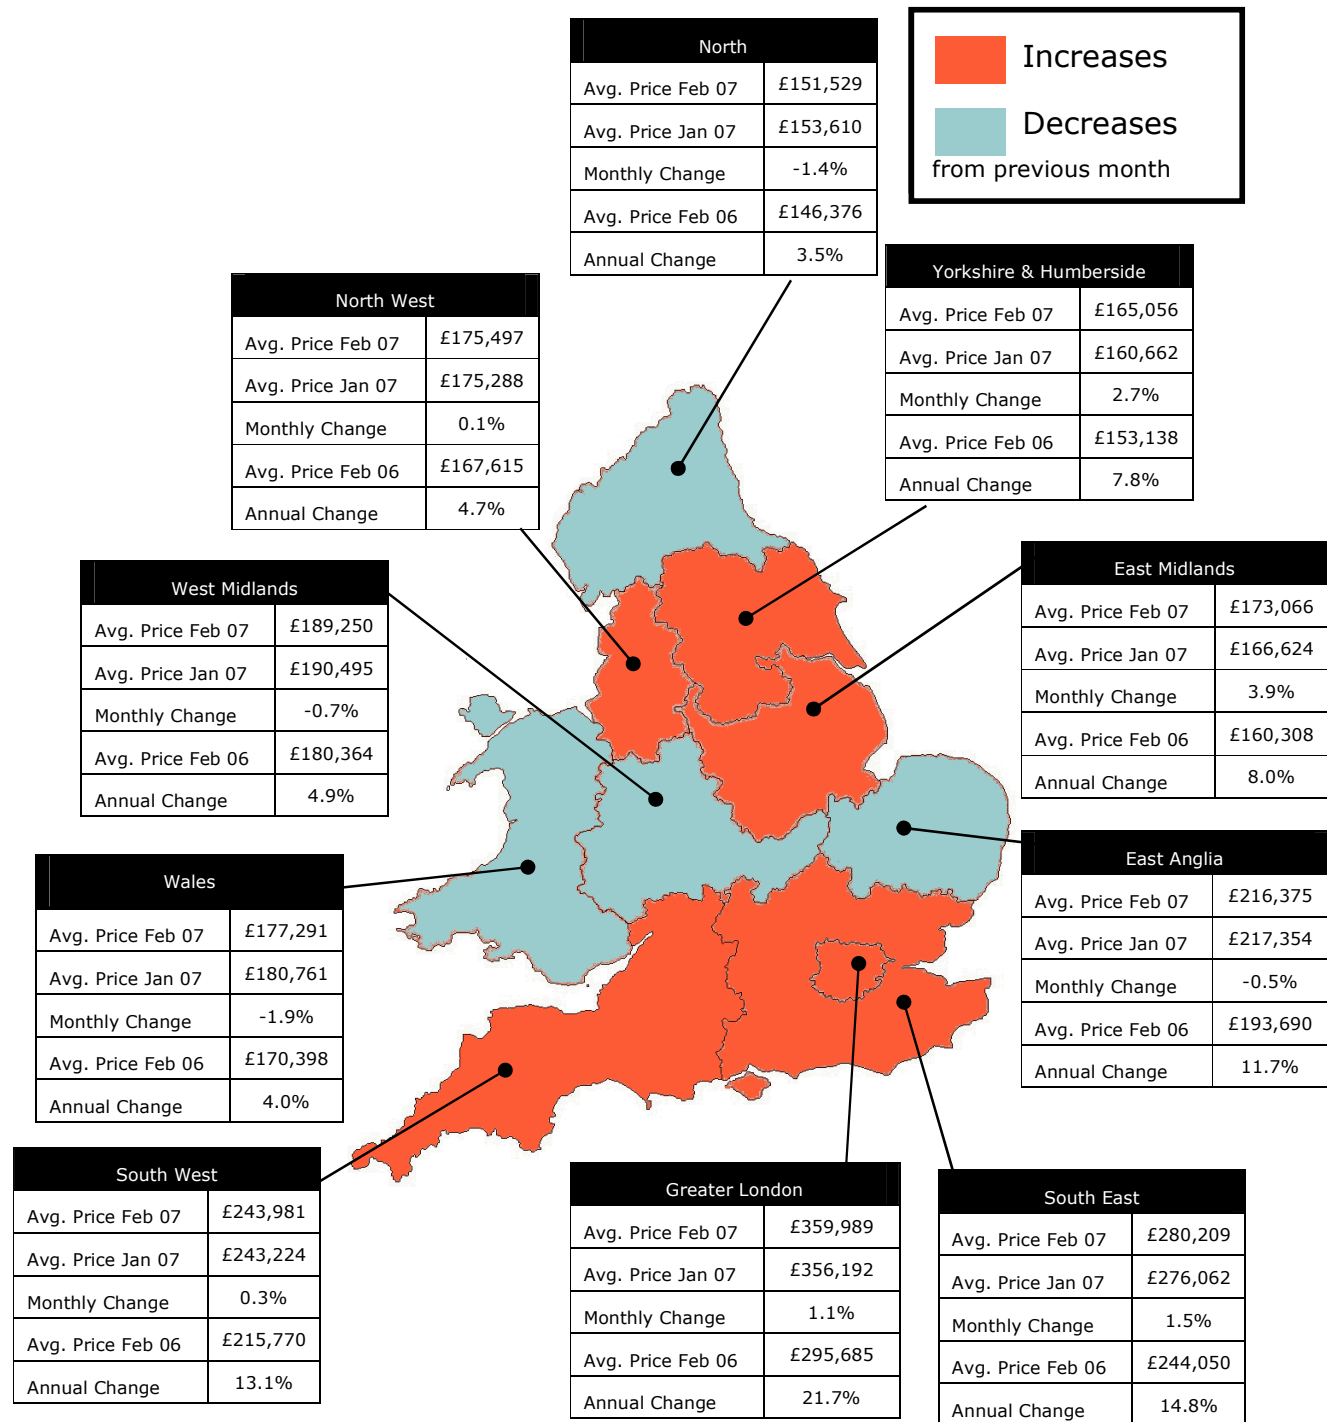 North
Avg. Price Feb 07 £151,529
Avg. Price Jan 07 £153,610
Monthly Change -1.4%
Avg. Price Feb 06 £146,376
Annual Change 3.5%
Increases
Decreases
from previous month
North West
Avg. Price Feb 07 £175,497
Avg. Price Jan 07 £175,288
Monthly Change 0.1%
Avg. Price Feb 06 £167,615
Annual Change 4.7%
Yorkshire & Humberside
Avg. Price Feb 07 £165,056
Avg. Price Jan 07 £160,662
Monthly Change 2.7%
Avg. Price Feb 06 £153,138
Annual Change 7.8%
West Midlands
Avg. Price Feb 07 £189,250
Avg. Price Jan 07 £190,495
Monthly Change -0.7%
Avg. Price Feb 06 £180,364
Annual Change 4.9%
East Midlands
Avg. Price Feb 07 £173,066
Avg. Price Jan 07 £166,624
Monthly Change 3.9%
Avg. Price Feb 06 £160,308
Annual Change 8.0%
Wales
Avg. Price Feb 07 £177,291
Avg. Price Jan 07 £180,761
Monthly Change -1.9%
Avg. Price Feb 06 £170,398
Annual Change 4.0%
East Anglia
Avg. Price Feb 07 £216,375
Avg. Price Jan 07 £217,354
Monthly Change -0.5%
Avg. Price Feb 06 £193,690
Annual Change 11.7%
South West
Avg. Price Feb 07 £243,981
Avg. Price Jan 07 £243,224
Monthly Change 0.3%
Avg. Price Feb 06 £215,770
Annual Change 13.1%
Greater London
Avg. Price Feb 07 £359,989
Avg. Price Jan 07 £356,192
Monthly Change 1.1%
Avg. Price Feb 06 £295,685
Annual Change 21.7%
South East
Avg. Price Feb 07 £280,209
Avg. Price Jan 07 £276,062
Monthly Change 1.5%
Avg. Price Feb 06 £244,050
Annual Change 14.8%